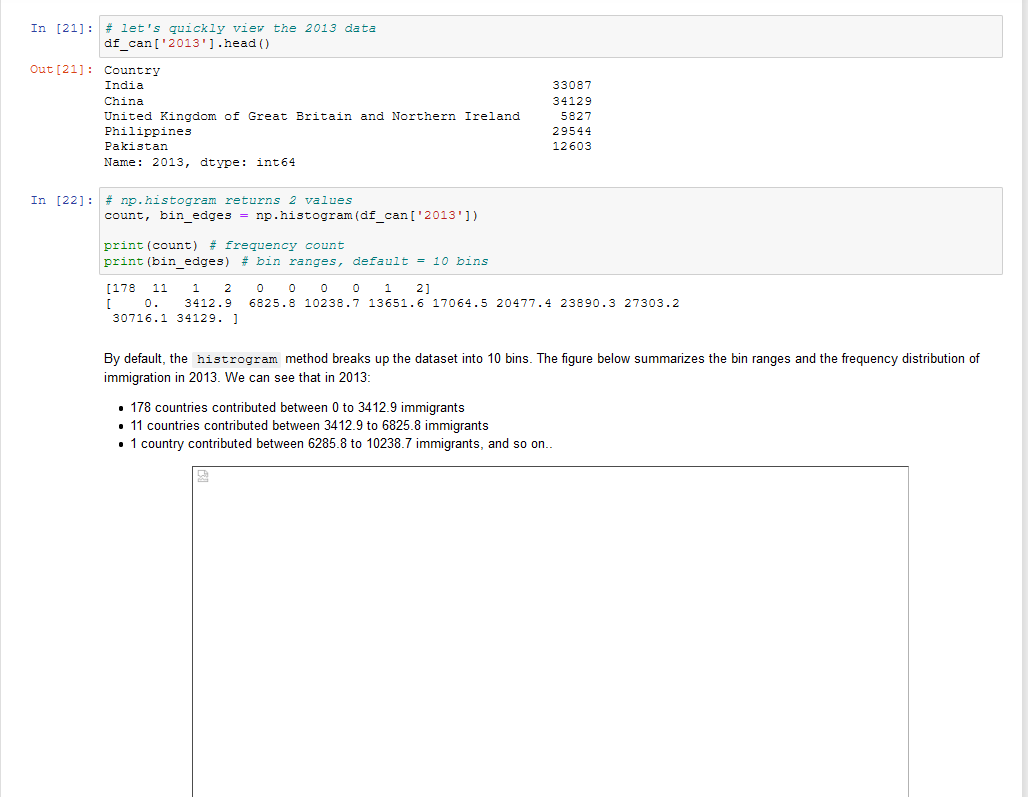 In [21]: # let's quickly view the 2013 data
df_can['2013'].head()
Out[21]: Country
India 33087
China 34129
United Kingdom of Great Britain and Northern Ireland 5827
Philippines 29544
Pakistan 12603
Name: 2013, dtype: int64
In [22]: # np.histogram returns 2 values
count, bin_edges = np.histogram(df_can['2013'])
print(count) # frequency count
print(bin_edges) # bin ranges, default = 10 bins
[178 11 1 2 0 0 0 0 1 2]
[ 0. 3412.9 6825.8 10238.7 13651.6 17064.5 20477.4 23890.3 27303.2
30716.1 34129. ]
By default, the histrogram method breaks up the dataset into 10 bins. The figure below summarizes the bin ranges and the frequency distribution of
immigration in 2013. We can see that in 2013:
• 178 countries contributed between 0 to 3412.9 immigrants
• 11 countries contributed between 3412.9 to 6825.8 immigrants
• 1 country contributed between 6285.8 to 10238.7 immigrants, and so on..